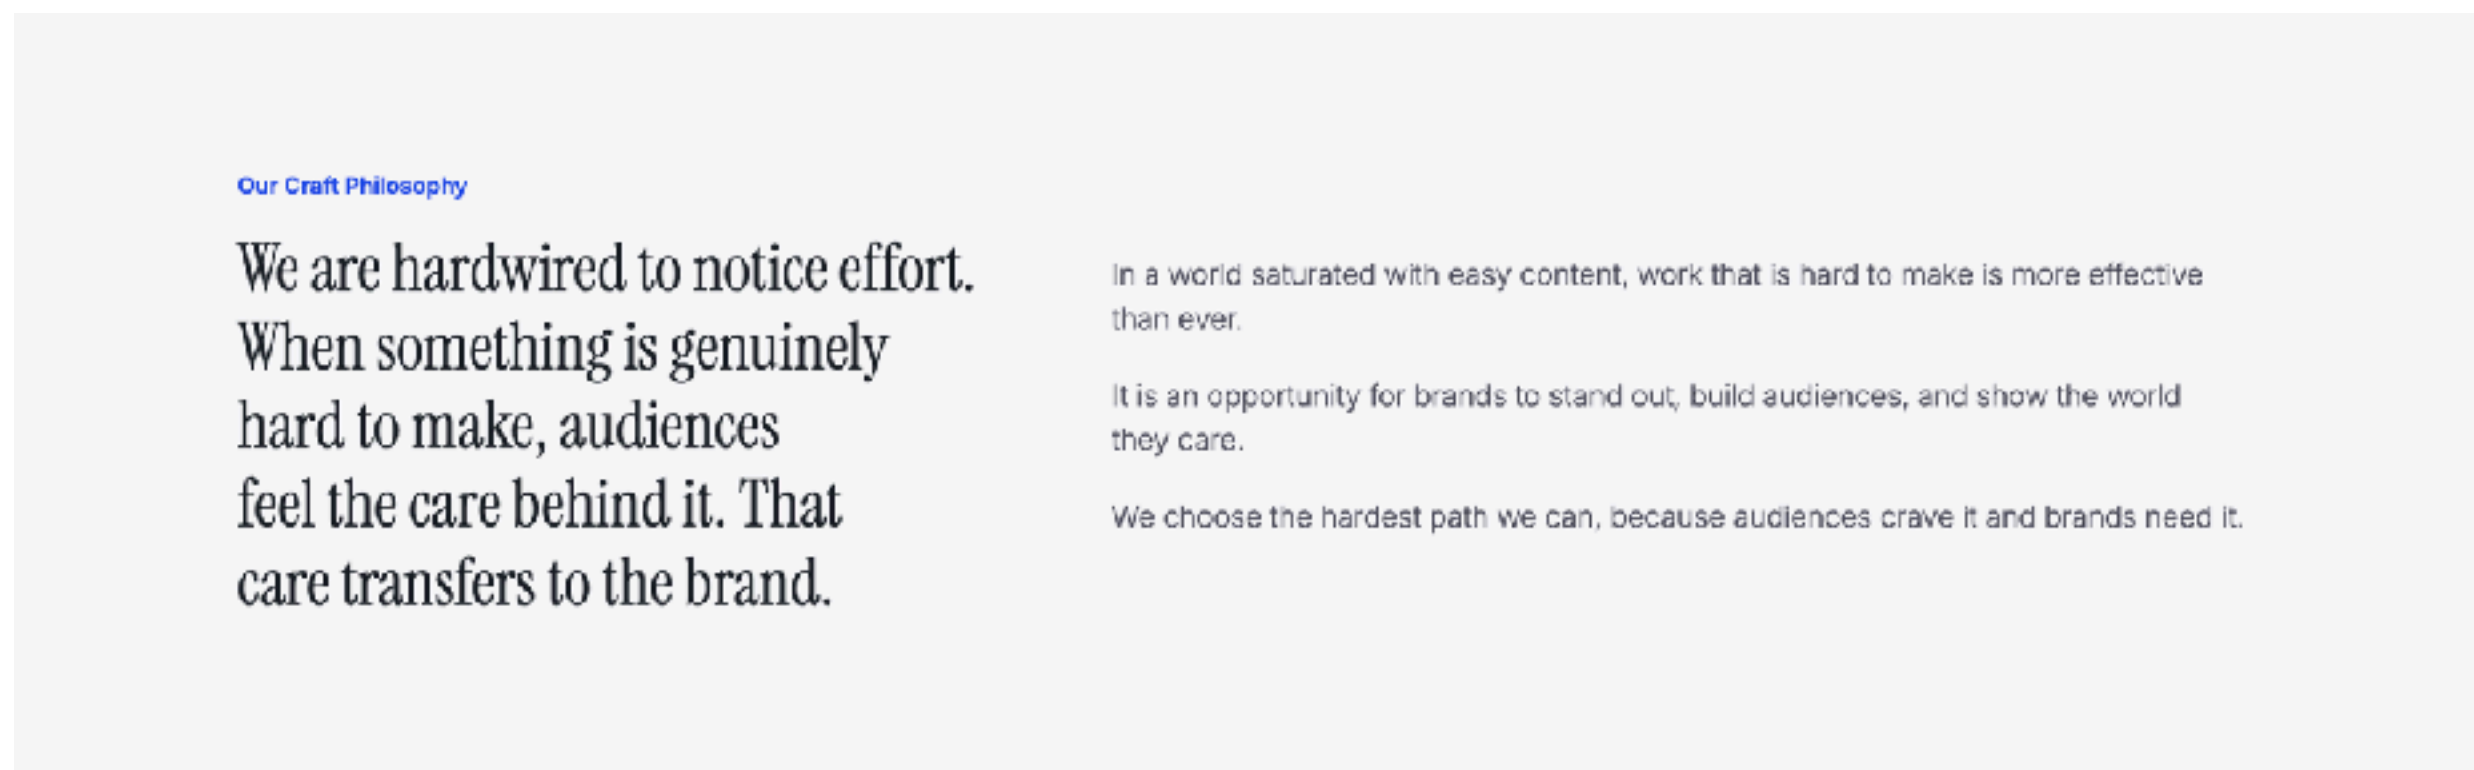 Our Craft Philosophy
We are hardwired to notice effort.
When something is genuinely
hard to make, audiences
feel the care behind it. That
care transfers to the brand.
In a world saturated with easy content, work that is hard to make is more effective
than ever.
It is an opportunity for brands to stand out, build audiences, and show the world
they care.
We choose the hardest path we can, because audiences crave it and brands need it.